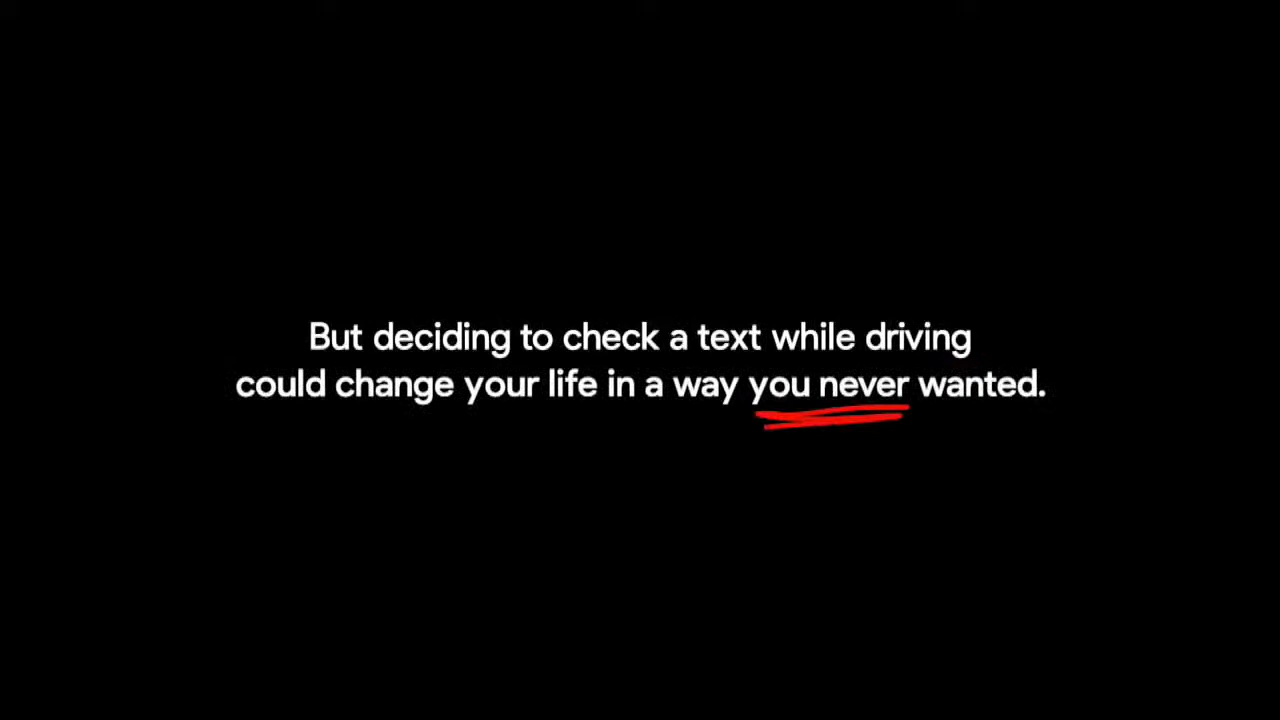 But deciding to check a text while driving
could change your life in a way you never wanted.